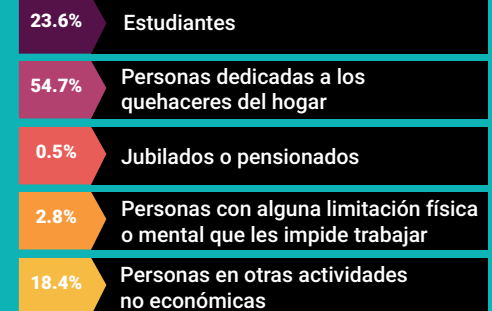 23.6% Estudiantes
54.7% Personas dedicadas a los
quehaceres del hogar
0.5% Jubilados o pensionados
2.8% Personas con alguna limitación física
o mental que les impide trabajar
18.4% Personas en otras actividades
no económicas